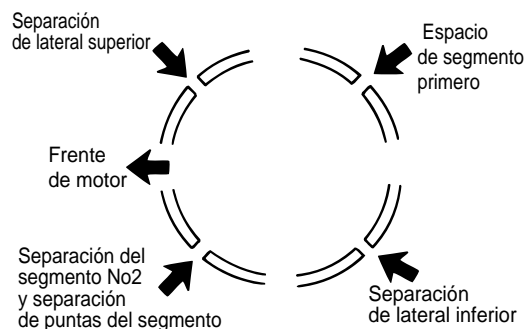 Separación
de lateral superior
Espacio
de segmento
primero
Frente
de motor
Separación del
segmento No2
y separación
de puntas del segmento
Separación
de lateral inferior